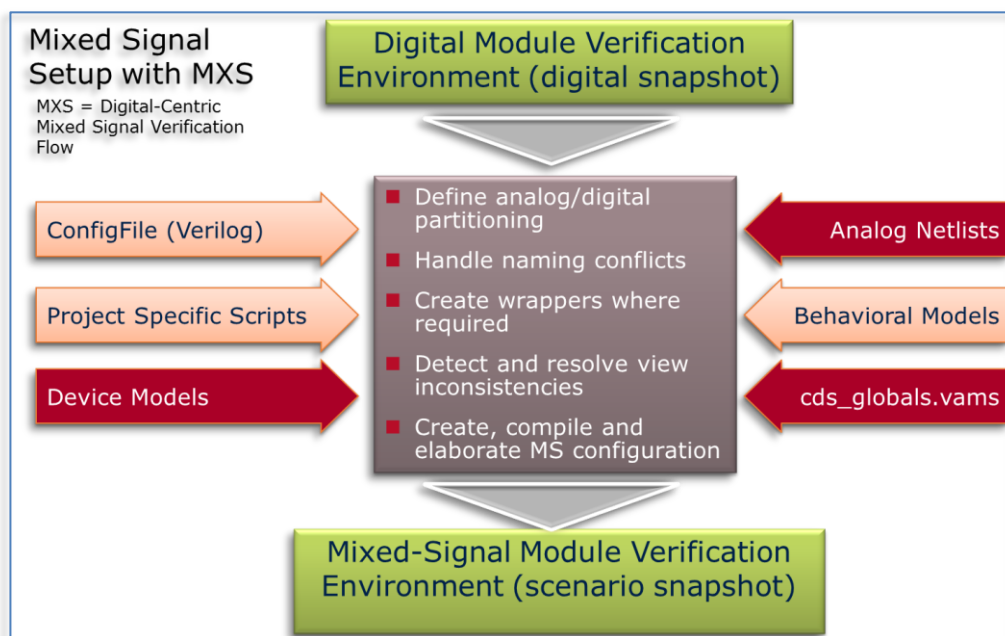 Mixed Signal
Setup with MXS
MXS = Digital-Centric
Mixed Signal Verification
Flow
Digital Module Verification
Environment (digital snapshot)
ConfigFile (Verilog)
Project Specific Scripts
Device Models
Define analog/digital
partitioning
Handle naming conflicts
Create wrappers where
required
Detect and resolve view
inconsistencies
Create, compile and
elaborate MS configuration
Analog Netlists
Behavioral Models
cds_globals.vams
Mixed-Signal Module Verification
Environment (scenario snapshot)